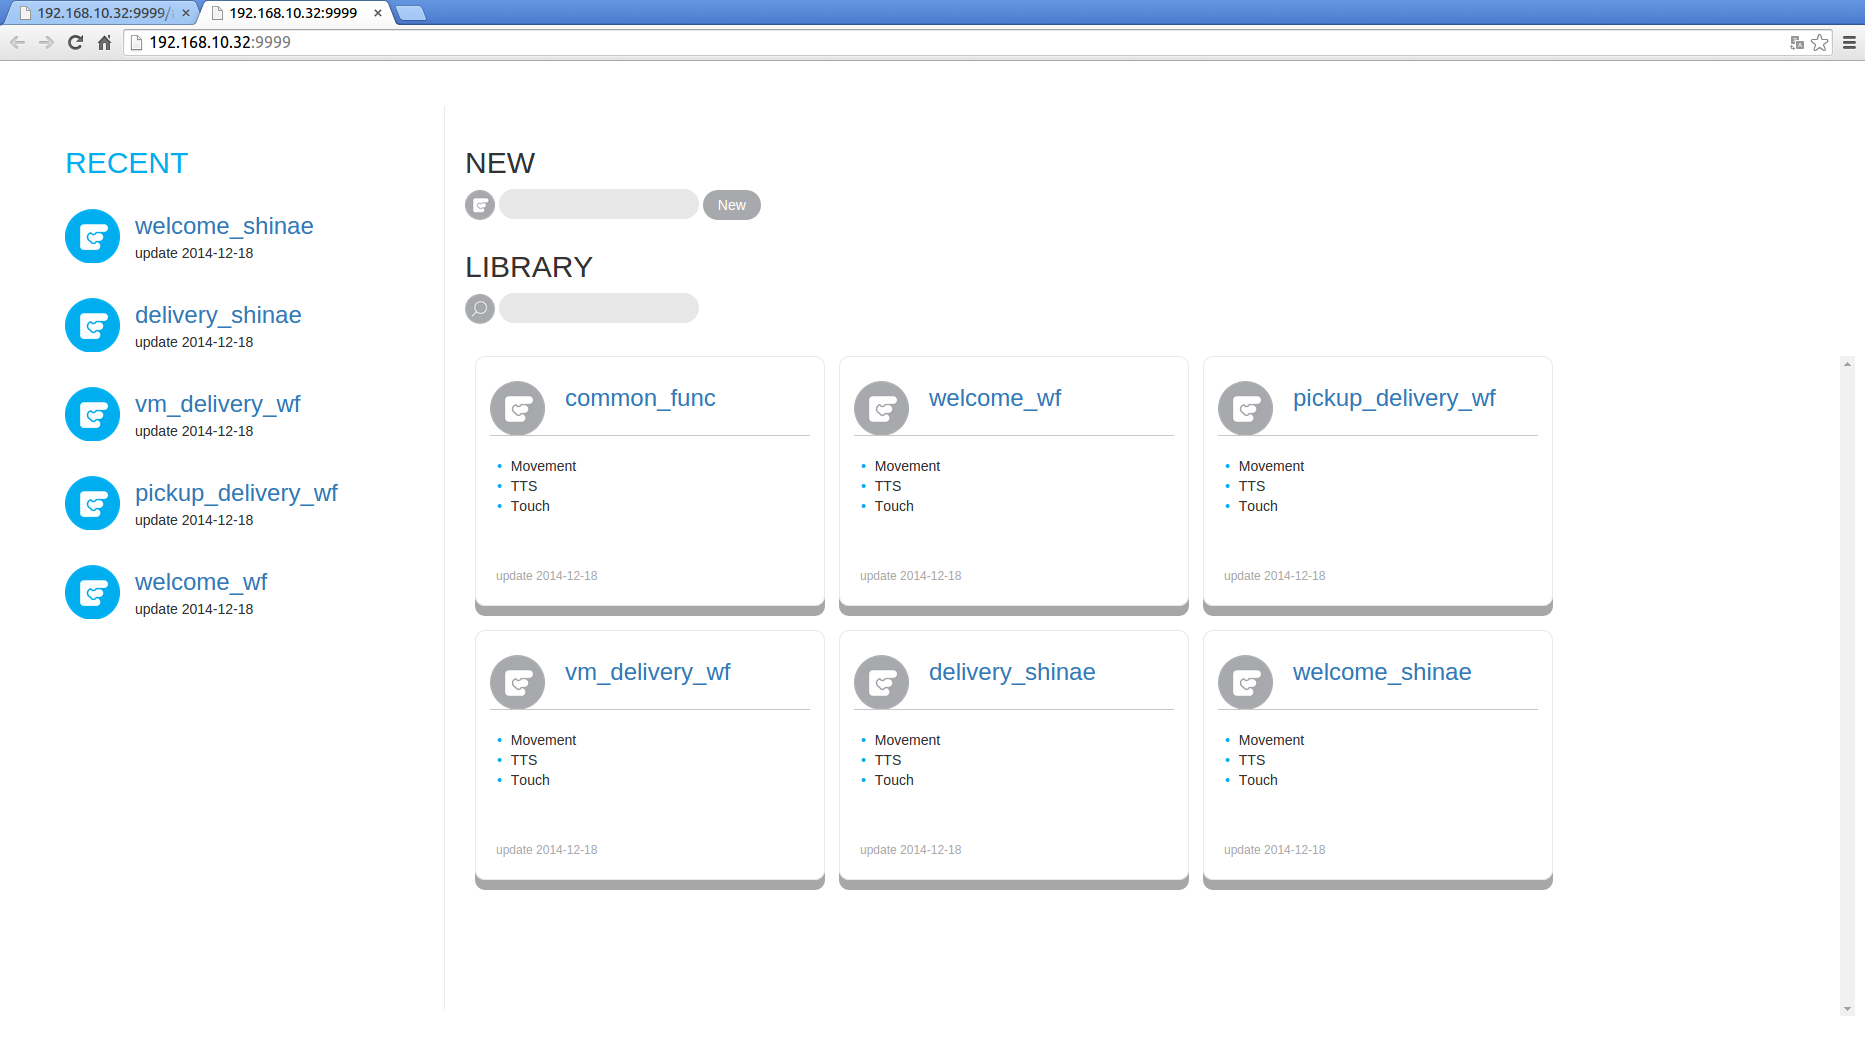 192.168.10.32:9999/
192.168.10.32:9999
192.168.10.32:9999
RECENT
welcome_shinae
update 2014-12-18
delivery_shinae
update 2014-12-18
vm_delivery_wf
update 2014-12-18
pickup_delivery_wf
update 2014-12-18
welcome_wf
update 2014-12-18
NEW
New
LIBRARY
common_func
Movement
TTS
Touch
update 2014-12-18
welcome_wf
Movement
TTS
Touch
update 2014-12-18
pickup_delivery_wf
Movement
TTS
Touch
update 2014-12-18
vm_delivery_wf
Movement
TTS
Touch
update 2014-12-18
delivery_shinae
Movement
TTS
Touch
update 2014-12-18
welcome_shinae
Movement
TTS
Touch
update 2014-12-18